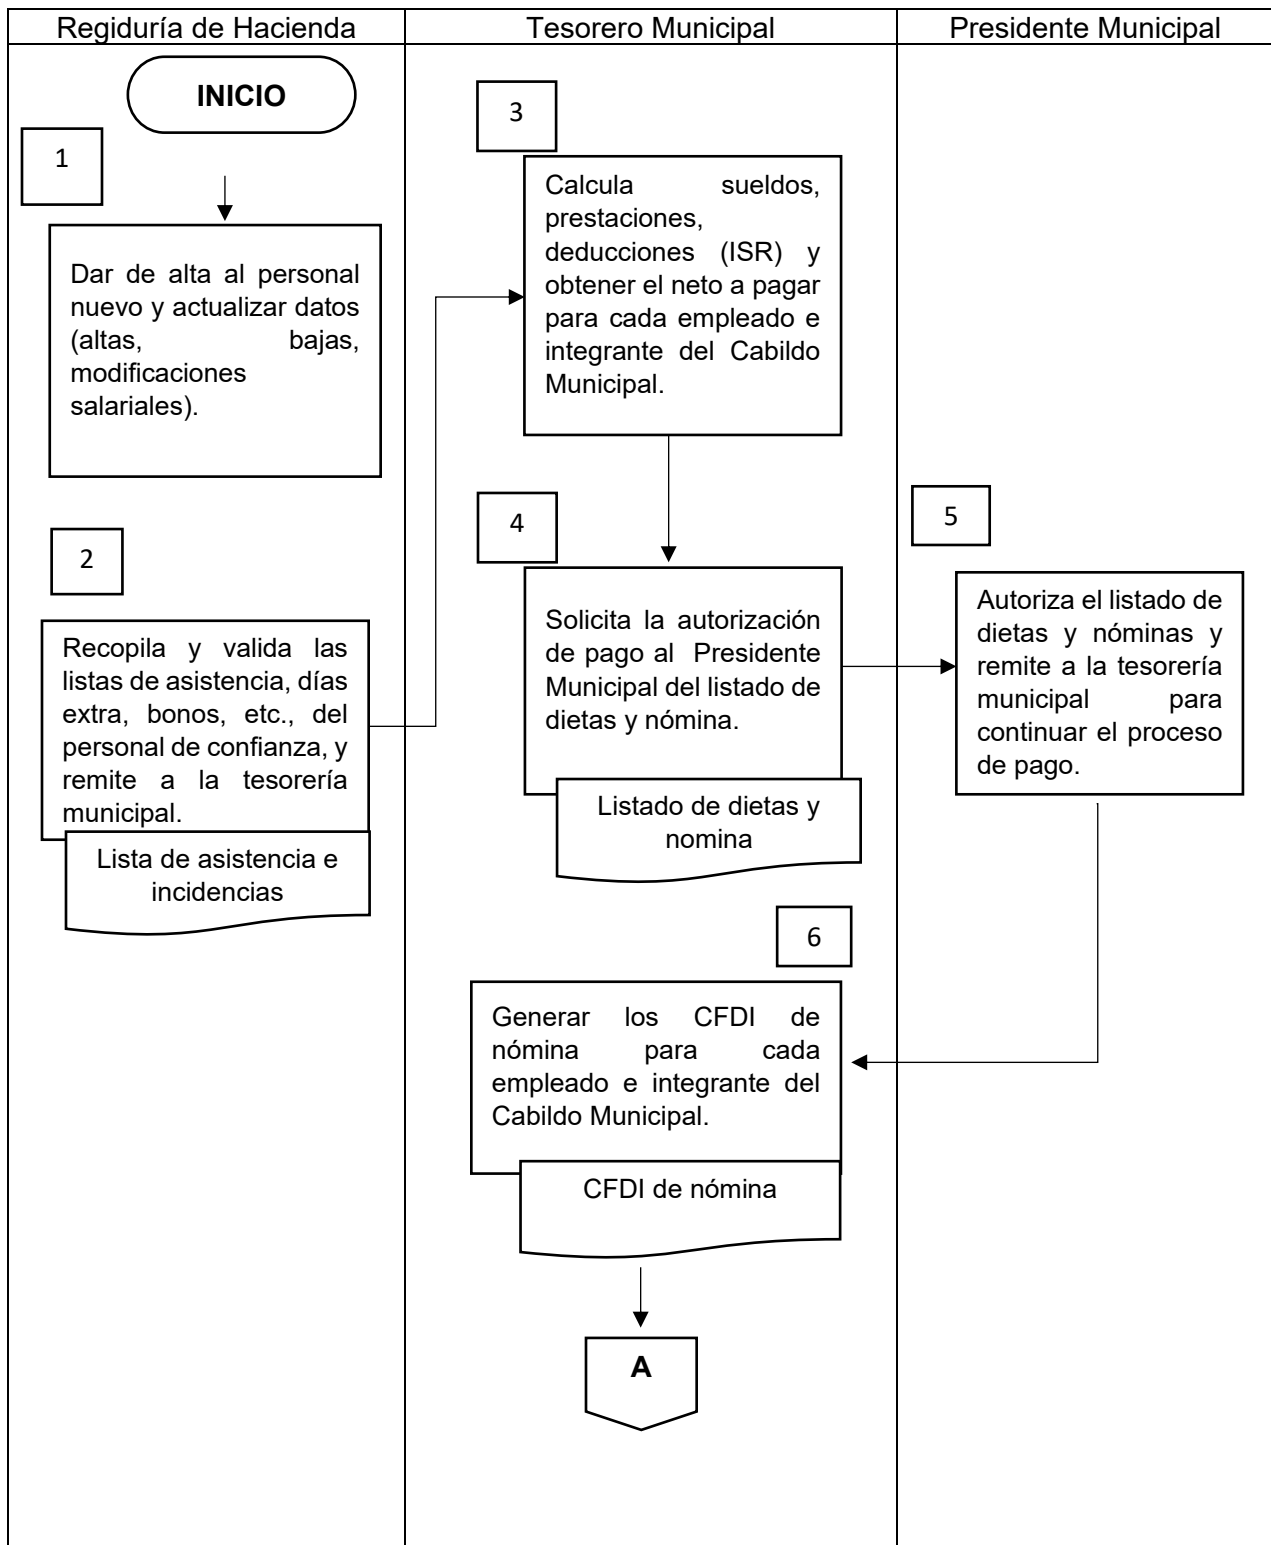 Regiduría de Hacienda
Tesorero Municipal
Presidente Municipal
INICIO
1
Dar de alta al personal
nuevo y actualizar datos
(altas, bajas,
modificaciones
salariales).
2
Recopila y valida las
listas de asistencia, días
extra, bonos, etc., del
personal de confianza, y
remite a la tesorería
municipal.
Lista de asistencia e
incidencias
3
Calcula sueldos,
prestaciones,
deducciones (ISR) y
obtener el neto a pagar
para cada empleado e
integrante del Cabildo
Municipal.
4
Solicita la autorización
de pago al Presidente
Municipal del listado de
dietas y nómina.
Listado de dietas y
nomina
5
Autoriza el listado de
dietas y nóminas y
remite a la tesorería
municipal para
continuar el proceso
de pago.
6
Generar los CFDI de
nómina para cada
empleado e integrante del
Cabildo Municipal.
CFDI de nómina
A